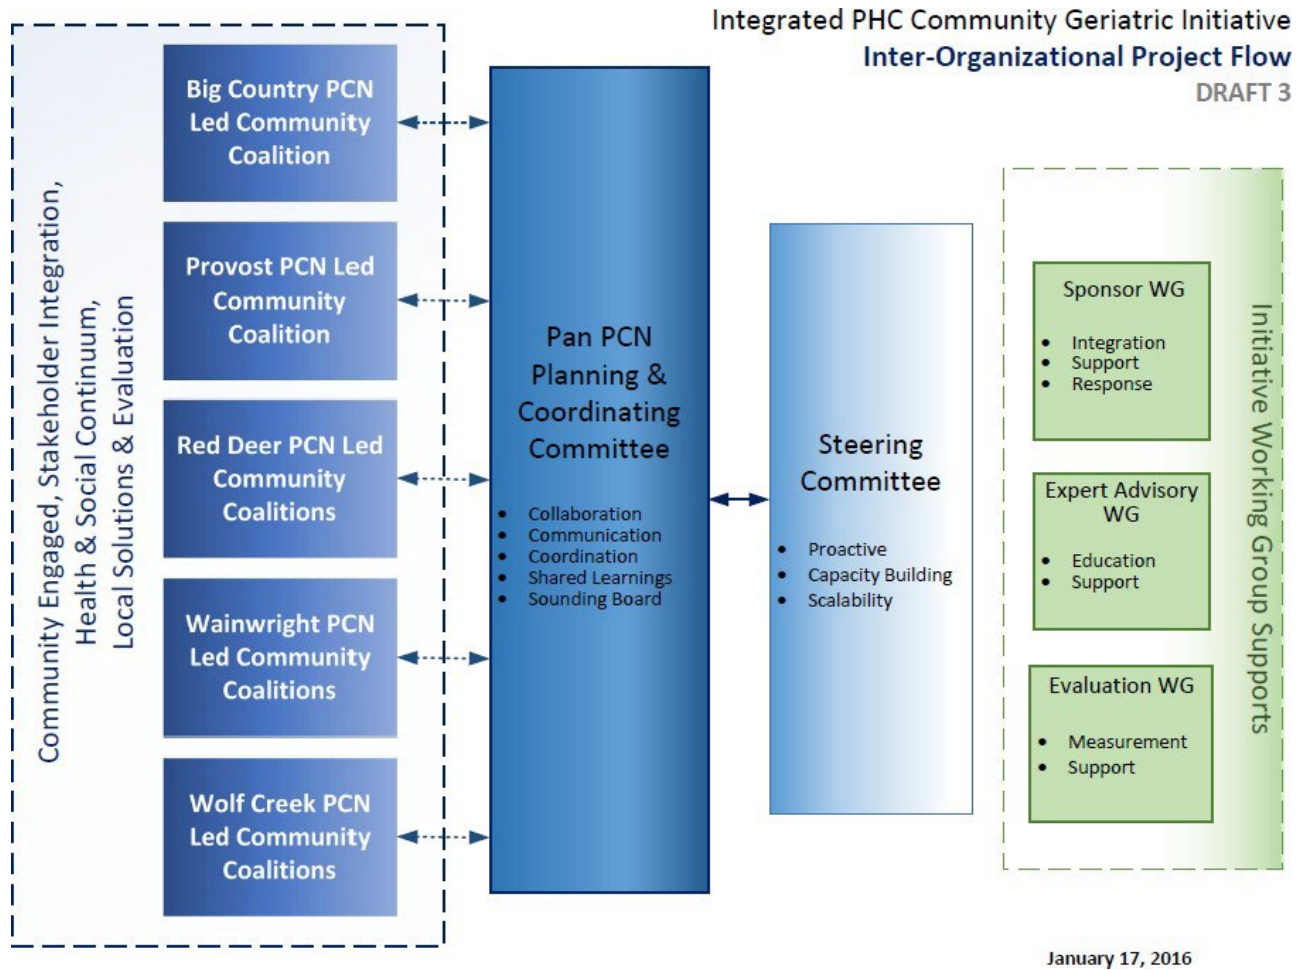 Integrated PHC Community Geriatric Initiative
Inter-Organizational Project Flow
DRAFT 3
Community Engaged, Stakeholder Integration,
Health & Social Continuum,
Local Solutions & Evaluation
Big Country PCN
Led Community
Coalition
Provost PCN Led
Community
Coalition
Red Deer PCN Led
Community
Coalitions
Wainwright PCN
Led Community
Coalitions
Wolf Creek PCN
Led Community
Coalitions
Pan PCN
Planning &
Coordinating
Committee
• Collaboration
• Communication
• Coordination
• Shared Learnings
• Sounding Board
Steering
Committee
• Proactive
• Capacity Building
• Scalability
Sponsor WG
• Integration
• Support
• Response
Expert Advisory
WG
• Education
• Support
Evaluation WG
• Measurement
• Support
Initiative Working Group Supports
January 17, 2016